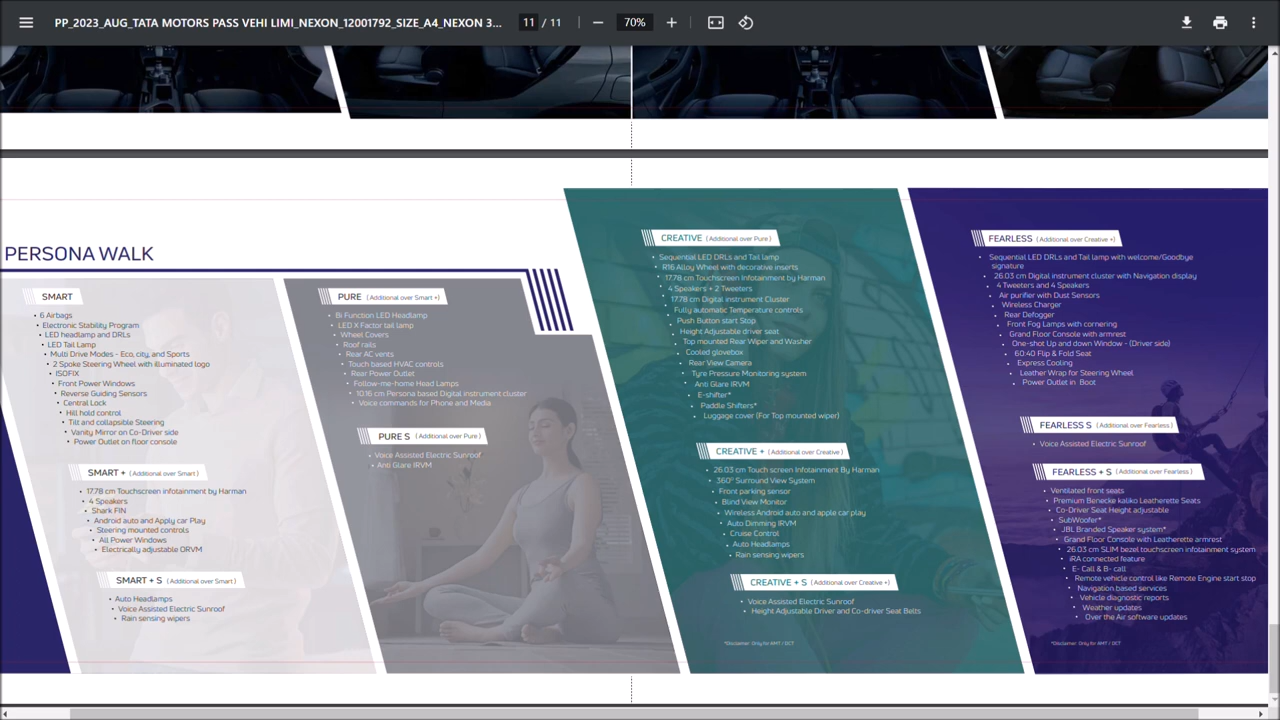 PP_2023_AUG_TATA MOTORS PASS VEHI LIMI_NEXON_12001792_SIZE_A4_NEXON 3...
11 / 11
70%
PERSONA WALK
SMART
• 6 Airbags
• Electronic Stability Program
• LED headlamp and DRLs
• LED Tail Lamp
• Multi Drive Modes - Eco, city, and Sports
• 2 Spoke Steering Wheel with illuminated logo
• ISOFIX
• Front Power Windows
• Reverse Guiding Sensors
• Central Lock
• Hill hold control
• Tilt and collapsible Steering
• Vanity Mirror on Co-Driver side
• Power Outlet on floor console
SMART + (Additional over Smart)
• 17.78 cm Touchscreen infotainment by Harman
• 4 Speakers
• Shark FIN
• Android auto and Apply car Play
• Steering mounted controls
• All Power Windows
• Electrically adjustable ORVM
SMART + S (Additional over Smart)
• Auto Headlamps
• Voice Assisted Electric Sunroof
• Rain sensing wipers
PURE (Additional over Smart +)
• Bi Function LED Headlamp
• LED X Factor tail lamp
• Wheel Covers
• Roof rails
• Rear AC vents
• Touch based HVAC controls
• Rear Power Outlet
• Follow-me-home Head Lamps
• 10.16 cm Persona based Digital instrument cluster
• Voice commands for Phone and Media
PURE S (Additional over Pure)
• Voice Assisted Electric Sunroof
• Anti Glare IRVM
CREATIVE (Additional over Pure)
• Sequential LED DRLs and Tail lamp
• R16 Alloy Wheel with decorative inserts
• 17.78 cm Touchscreen Infotainment by Harman
• 4 Speakers + 2 Tweeters
• 17.78 cm Digital instrument Cluster
• Fully automatic Temperature controls
• Push Button start Stop
• Height Adjustable driver seat
• Top mounted Rear Wiper and Washer
• Cooled glovebox
• Rear View Camera
• Tyre Pressure Monitoring system
• Anti Glare IRVM
• E-shifter*
• Paddle Shifters*
• Luggage cover (For Top mounted wiper)
CREATIVE + (Additional over Creative)
• 26.03 cm Touch screen Infotainment By Harman
• 360° Surround View System
• Front parking sensor
• Blind View Monitor
• Wireless Android auto and apple car play
• Auto Dimming IRVM
• Cruise Control
• Auto Headlamps
• Rain sensing wipers
CREATIVE + S (Additional over Creative+)
• Voice Assisted Electric Sunroof
• Height Adjustable Driver and Co-driver Seat Belts
*Disclaimer: Only for AMT / DCT
FEARLESS (Additional over Creative +)
• Sequential LED DRLs and Tail lamp with welcome/Goodbye
signature
• 26.03 cm Digital instrument cluster with Navigation display
• 4 Tweeters and 4 Speakers
• Air purifier with Dust Sensors
• Wireless Charger
• Rear Defogger
• Front Fog Lamps with cornering
• Grand Floor Console with armrest
• One-shot Up and down Window - (Driver side)
• 60:40 Flip & Fold Seat
• Express Cooling
• Leather Wrap for Steering Wheel
• Power Outlet in Boot
FEARLESS S (Additional over Fearless)
• Voice Assisted Electric Sunroof
FEARLESS + S (Additional over Fearless)
• Ventilated front seats
• Premium Benecke kaliko Leatherette Seats
• Co-Driver Seat Height adjustable
• SubWoofer*
• JBL Branded Speaker system*
• Grand Floor Console with Leatherette armrest
• 26.03 cm SLIM bezel touchscreen infotainment system
• iRA connected feature
• E- Call & B- call
• Remote vehicle control like Remote Engine start stop
• Navigation based services
• Vehicle diagnostic reports
• Weather updates
• Over the Air software updates
*Disclaimer: Only for AMT / DCT